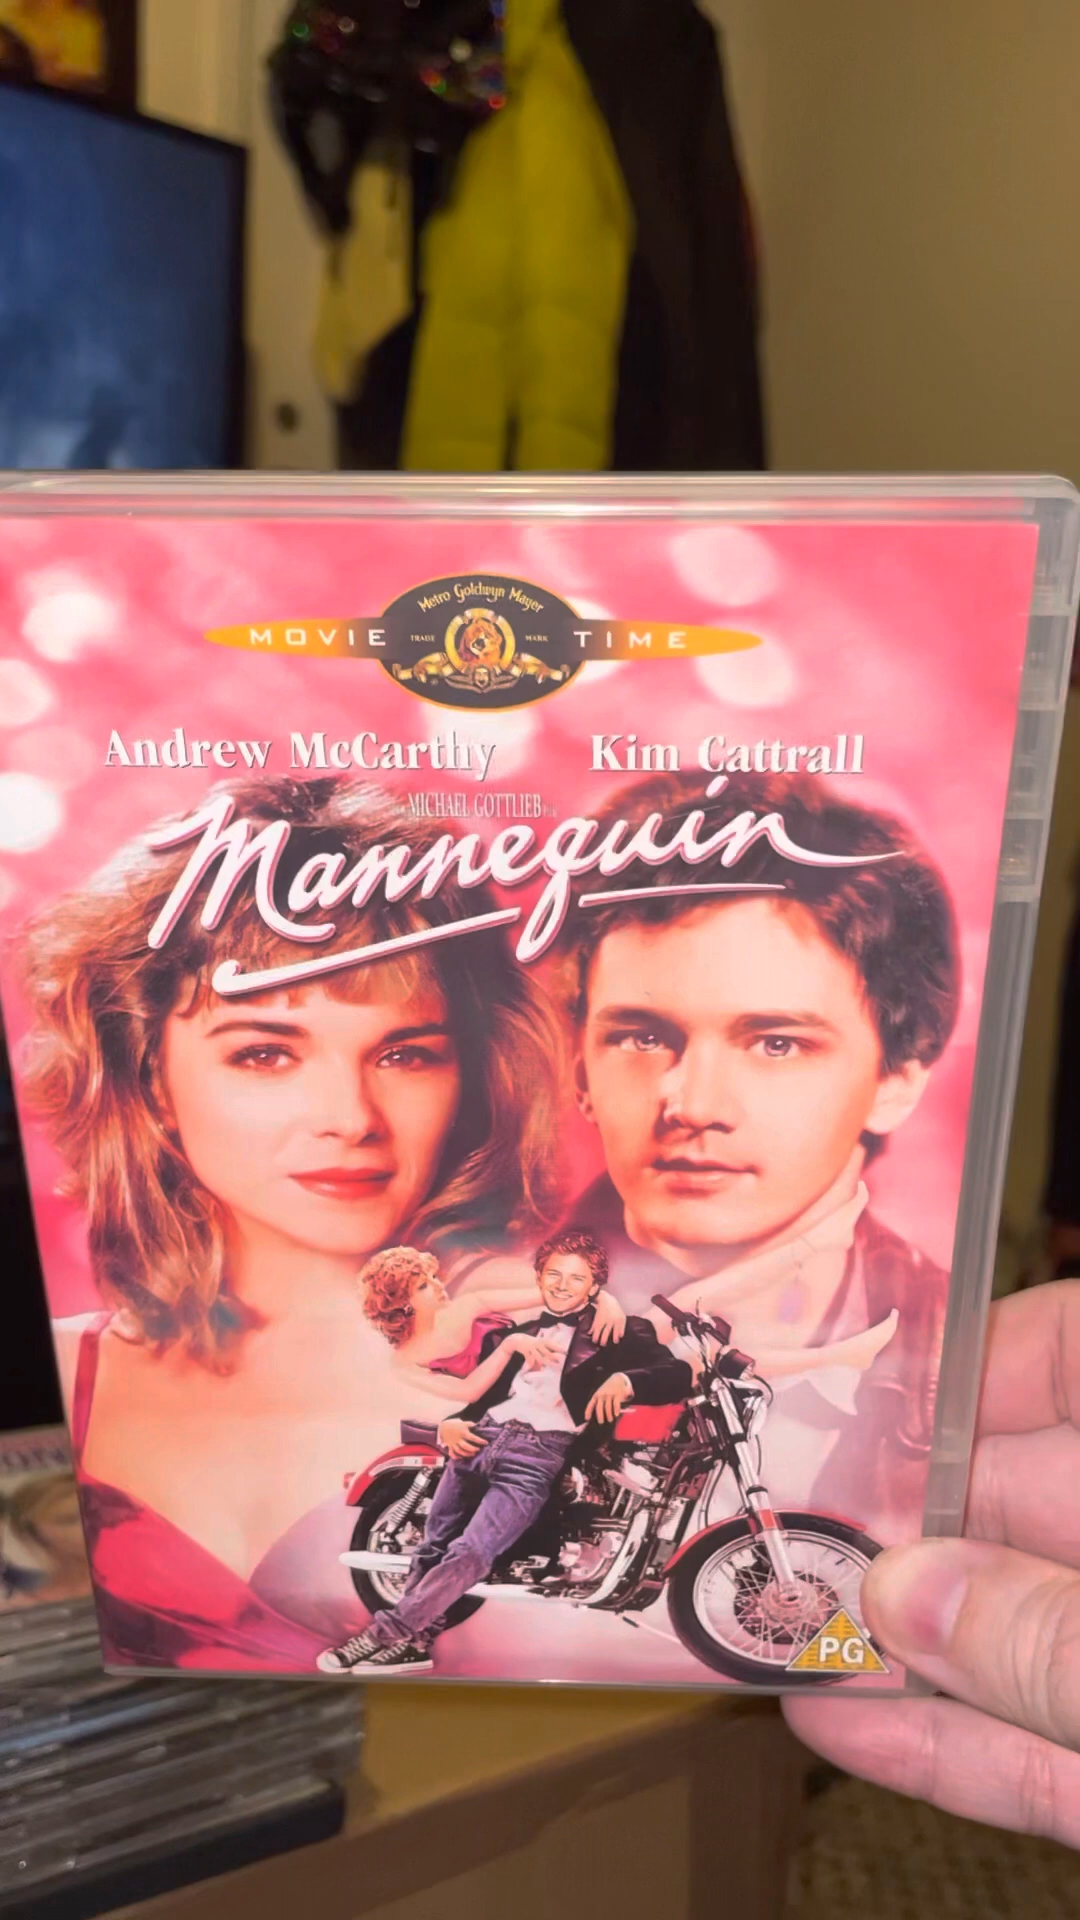 Metro Goldwyn Mayer
MOVIE TRADE MARK TIME
Andrew McCarthy Kim Cattrall
MICHAEL GOTTLIEB
Mannequin
PG